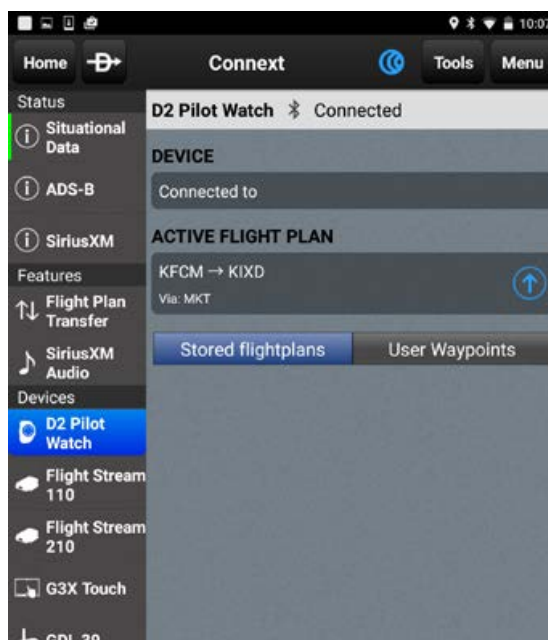 10:07
Home
Connext
Tools
Menu
Status
Situational
Data
ADS-B
SiriusXM
Features
Flight Plan
Transfer
SiriusXM
Audio
Devices
D2 Pilot
Watch
Flight Stream
110
Flight Stream
210
G3X Touch
GDL 39
D2 Pilot Watch Connected
DEVICE
Connected to
ACTIVE FLIGHT PLAN
KFCM → KIXD
Via: MKT
Stored flightplans
User Waypoints